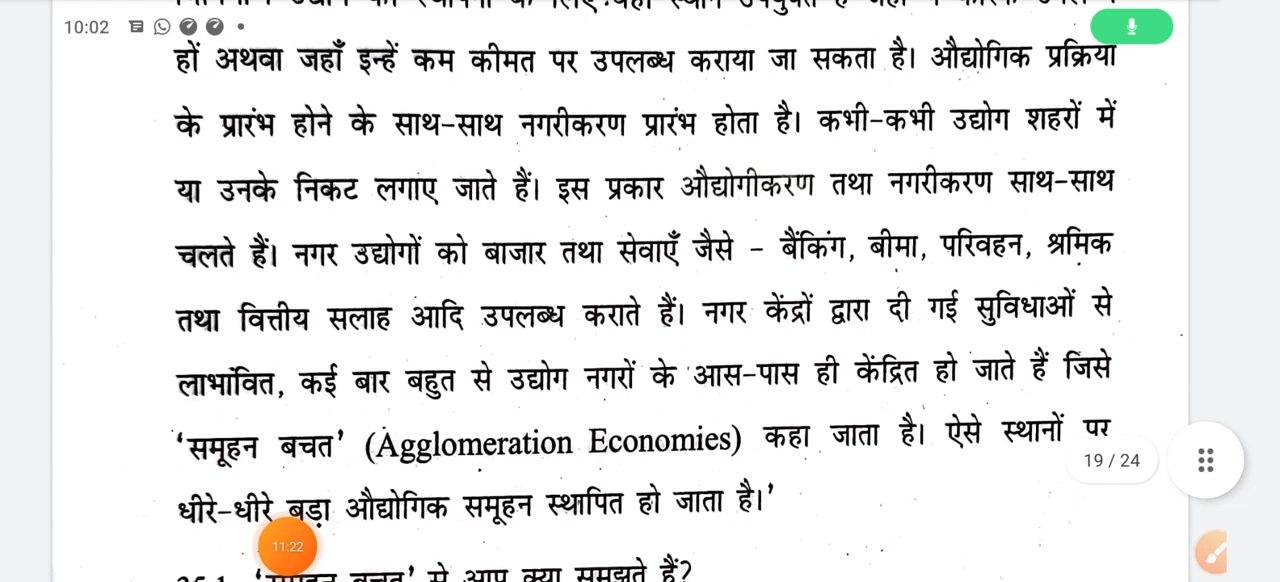 10:02
हों अथवा जहाँ इन्हें कम कीमत पर उपलब्ध कराया जा सकता है। औद्योगिक प्रक्रिया
के प्रारंभ होने के साथ-साथ नगरीकरण प्रारंभ होता है। कभी-कभी उद्योग शहरों में
या उनके निकट लगाए जाते हैं। इस प्रकार औद्योगीकरण तथा नगरीकरण साथ-साथ
चलते हैं। नगर उद्योगों को बाजार तथा सेवाएँ जैसे - बैंकिंग, बीमा, परिवहन, श्रमिक
तथा वित्तीय सलाह आदि उपलब्ध कराते हैं। नगर केंद्रों द्वारा दी गई सुविधाओं से
लाभांवित, कई बार बहुत से उद्योग नगरों के आस-पास ही केंद्रित हो जाते हैं जिसे
‘समूहन बचत’ (Agglomeration Economies) कहा जाता है। ऐसे स्थानों पर
19 / 24
धीरे-धीरे बड़ा औद्योगिक समूहन स्थापित हो जाता है।’
11:22
बचत’ से आप क्या समझते हैं?